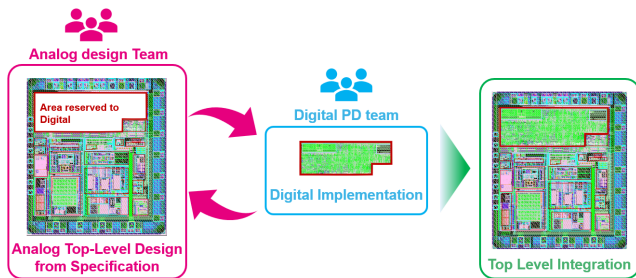 Analog design Team
Area reserved to
Digital
Analog Top-Level Design
from Specification
Digital PD team
Digital Implementation
Top Level Integration